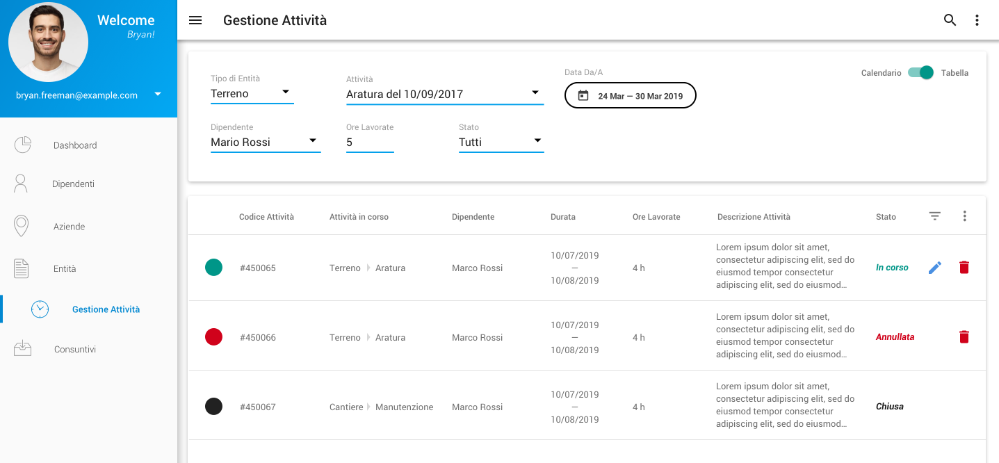 Welcome
Bryan!
bryan.freeman@example.com
Dashboard
Dipendenti
Aziende
Entità
Gestione Attività
Consuntivi
Gestione Attività
Tipo di Entità
Terreno
Attività
Aratura del 10/09/2017
Data Da/A
24 Mar — 30 Mar 2019
Calendario
Tabella
Dipendente
Mario Rossi
Ore Lavorate
5
Stato
Tutti
Codice Attività Attività in corso Dipendente Durata Ore Lavorate Descrizione Attività Stato
#450065 Terreno Aratura Marco Rossi
10/07/2019
—
10/08/2019
4 h
Lorem ipsum dolor sit amet,
consectetur adipiscing elit, sed do
eiusmod tempor consectetur
adipiscing elit, sed do eiusmod...
In corso
#450066 Terreno Aratura Marco Rossi
10/07/2019
—
10/08/2019
4 h
Lorem ipsum dolor sit amet,
consectetur adipiscing elit, sed do
eiusmod tempor consectetur
adipiscing elit, sed do eiusmod...
Annullata
#450067 Cantiere Manutenzione Marco Rossi
10/07/2019
—
10/08/2019
4 h
Lorem ipsum dolor sit amet,
consectetur adipiscing elit, sed do
eiusmod tempor consectetur
adipiscing elit, sed do eiusmod...
Chiusa